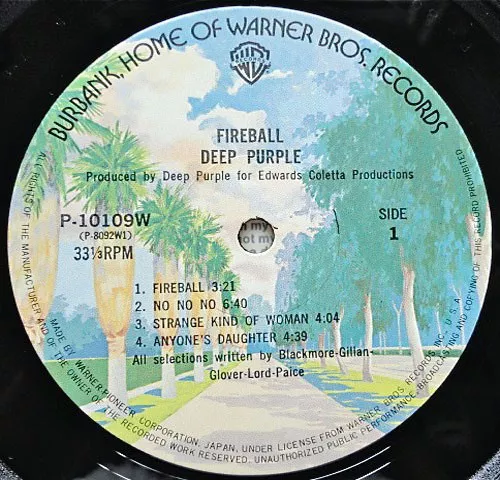 BURBANK, HOME OF WARNER BROS. RECORDS
RECORDS
FIREBALL
DEEP PURPLE
Produced by Deep Purple for Edwards Coletta Productions
P-10109W
(P-8092W1)
33⅓RPM
SIDE
1
1. FIREBALL 3:21
2. NO NO NO 6:40
3. STRANGE KIND OF WOMAN 4:04
4. ANYONE'S DAUGHTER 4:39
All selections written by Blackmore-Gillan-
Glover-Lord-Paice
MADE BY WARNER-PIONEER CORPORATION, JAPAN, UNDER LICENSE FROM WARNER BROS. RECORDS INC., U.S.A.
ALL RIGHTS OF THE MANUFACTURER AND OF THE OWNER OF THE RECORDED WORK RESERVED. UNAUTHORIZED PUBLIC PERFORMANCE, BROADCASTING AND COPYING OF THIS RECORD PROHIBITED